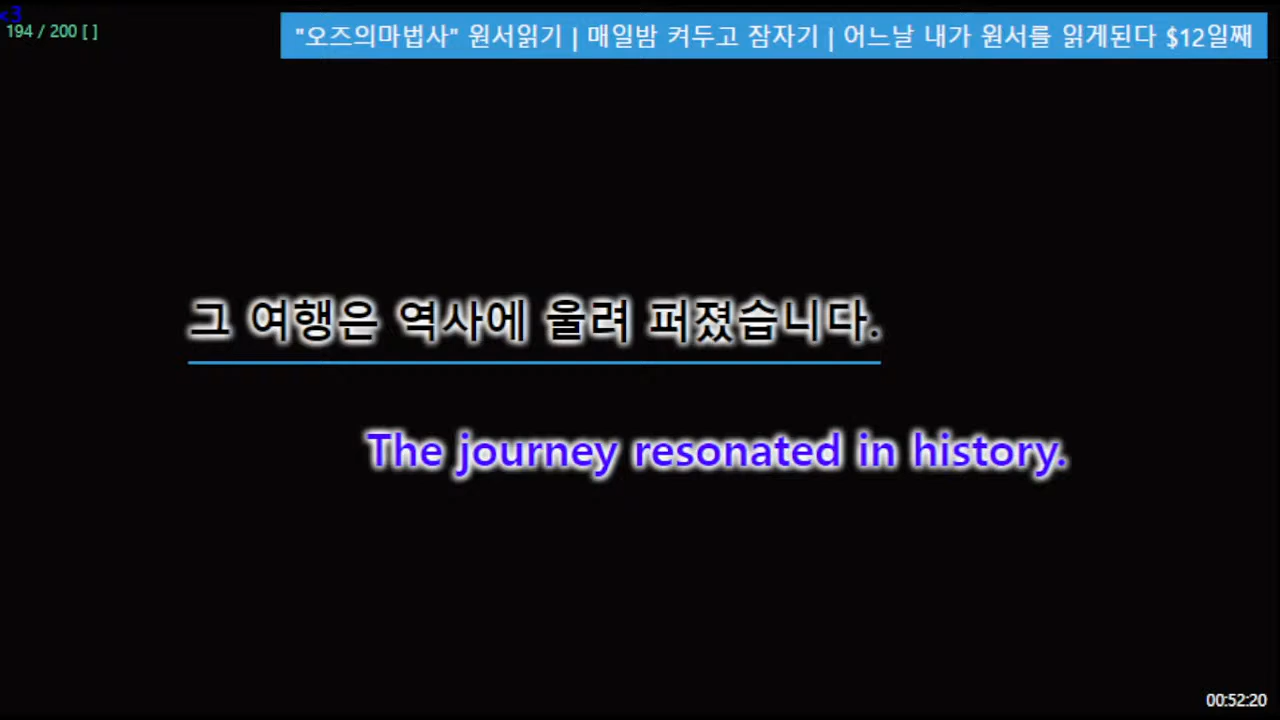 <3
194 / 200 [ ]
"오즈의마법사" 원서읽기 | 매일밤 켜두고 잠자기 | 어느날 내가 원서를 읽게된다 $12일째
그 여행은 역사에 울려 퍼졌습니다.
The journey resonated in history.
00:52:20